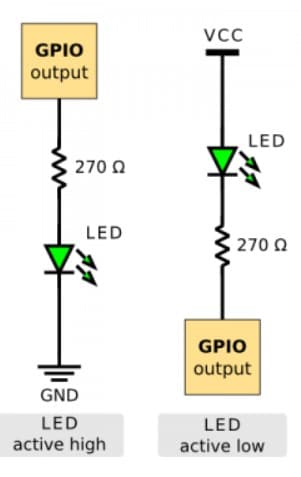 GPIO
output
270 Ω
LED
GND
LED
active high
VCC
LED
270 Ω
GPIO
output
LED
active low